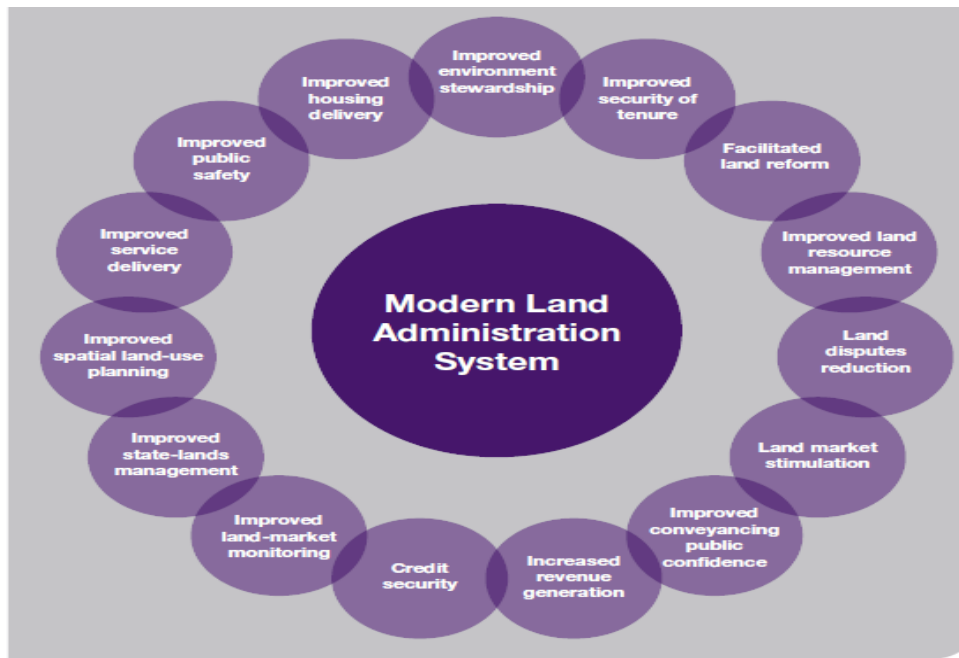 Improved
environment
stewardship
Improved
security of
tenure
Facilitated
land reform
Improved land
resource
management
Land
disputes
reduction
Land market
stimulation
Improved
conveyancing
public
confidence
Increased
revenue
generation
Credit
security
Improved
land-market
monitoring
Improved
state-lands
management
Improved
spatial land-use
planning
Improved
service
delivery
Improved
public
safety
Improved
housing
delivery
Modern Land
Administration
System